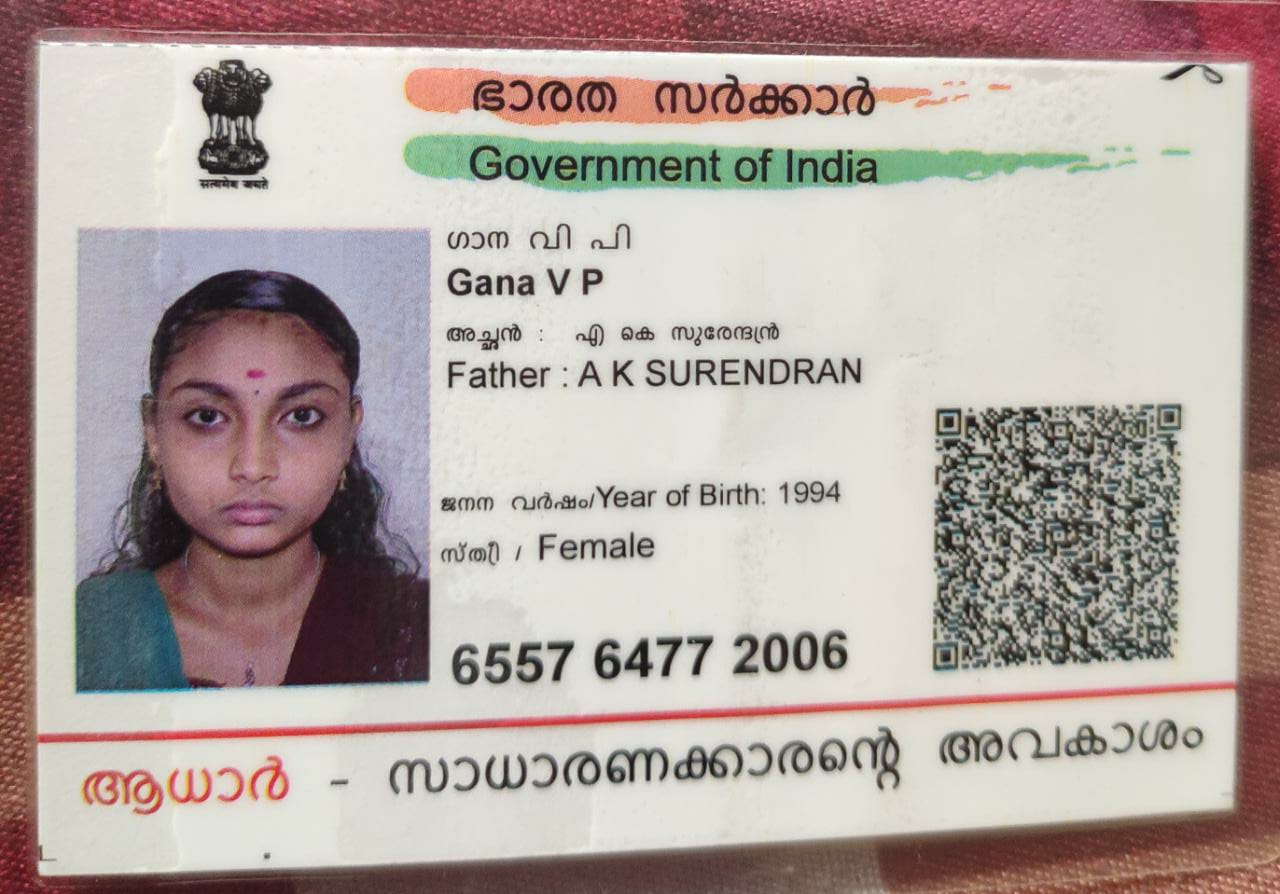 ഭാരത സർക്കാർ
Government of India
सत्यमेव जयते
ഗാന വി പി
Gana V P
അച്ഛൻ : എ കെ സുരേന്ദ്രൻ
Father : A K SURENDRAN
ജനന വർഷം/Year of Birth: 1994
സ്ത്രീ / Female
6557 6477 2006
ആധാർ - സാധാരണക്കാരന്റെ അവകാശം